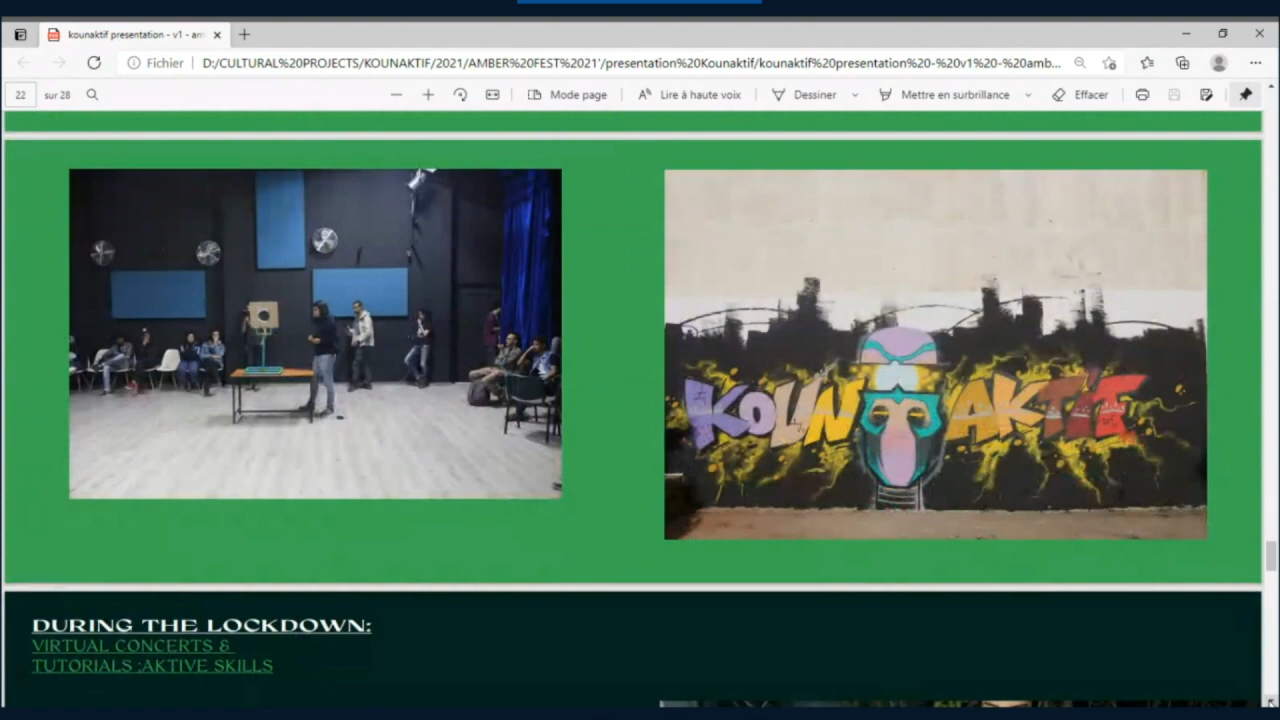 kounaktif presentation - v1 - am
Fichier
D:/CULTURAL%20PROJECTS/KOUNAKTIF/2021/AMBER%20FEST%2021'/presentation%20Kounaktif/kounaktif%20presentation%20-%20v1%20-%20amb...
22 sur 28
Mode page
Lire à haute voix
Dessiner
Mettre en surbrillance
Effacer
KOUN AKTIF
DURING THE LOCKDOWN:
VIRTUAL CONCERTS &
TUTORIALS :AKTIVE SKILLS